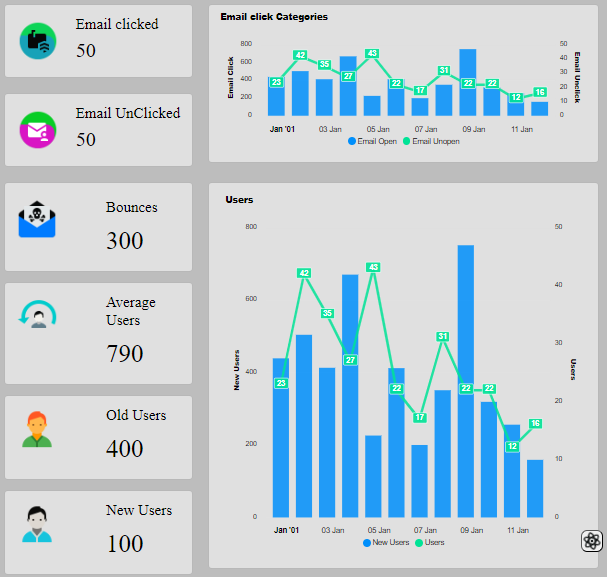 Email clicked
50
Email UnClicked
50
Bounces
300
Average
Users
790
Old Users
400
New Users
100
Email click Categories
Email Click
800
600
400
200
0
23
42
35
27
43
22
17
31
22
22
12
16
50
40
30
20
10
0
Email Unclick
Jan '01
03 Jan
05 Jan
07 Jan
09 Jan
11 Jan
Email Open
Email Unopen
Users
New Users
800
600
400
200
0
23
42
35
27
43
22
17
31
22
22
12
16
50
40
30
20
10
0
Users
Jan '01
03 Jan
05 Jan
07 Jan
09 Jan
11 Jan
New Users
Users